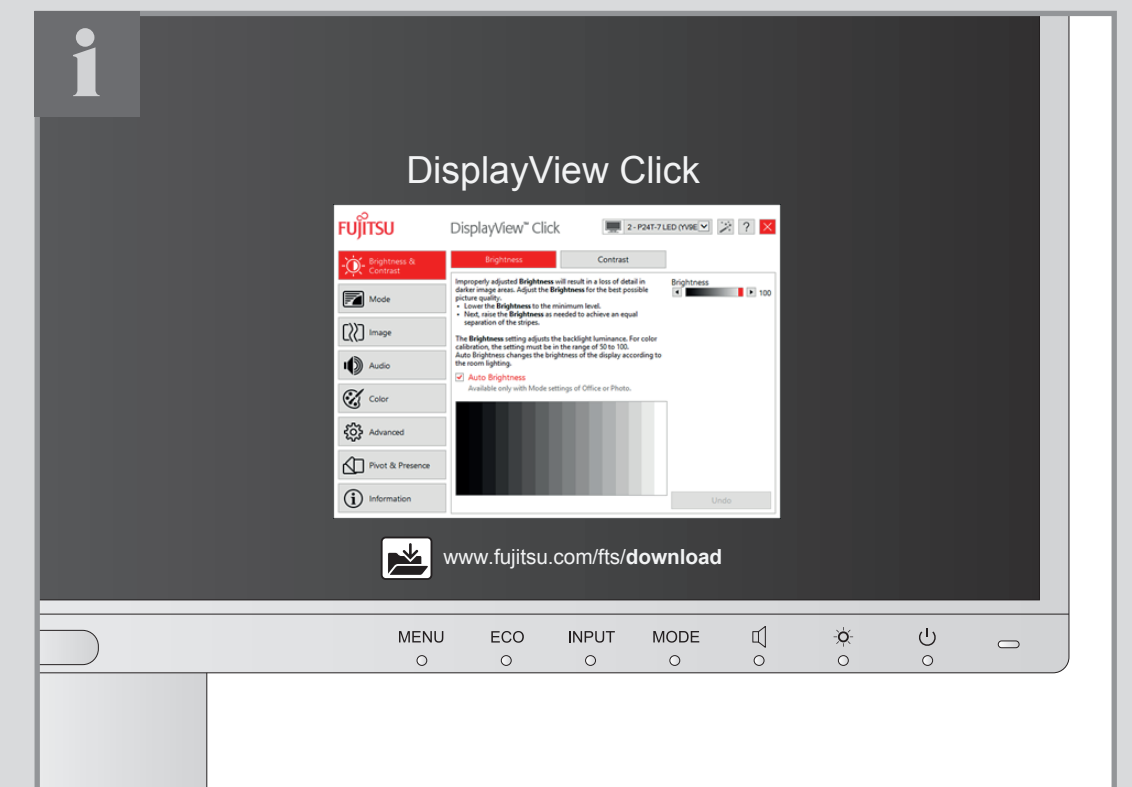 i
DisplayView Click
FUJITSU
DisplayView™ Click
2 - P24T-7 LED (YV9E
?
Brightness &
Contrast
Mode
Image
Audio
Color
Advanced
Pivot & Presence
Information
Brightness
Contrast
Improperly adjusted Brightness will result in a loss of detail in
darker image areas. Adjust the Brightness for the best possible
picture quality.
• Lower the Brightness to the minimum level.
• Next, raise the Brightness as needed to achieve an equal
separation of the stripes.
The Brightness setting adjusts the backlight luminance. For color
calibration, the setting must be in the range of 50 to 100.
Auto Brightness changes the brightness of the display according to
the room lighting.
Auto Brightness
Available only with Mode settings of Office or Photo.
Brightness
100
Undo
www.fujitsu.com/fts/download
MENU ECO INPUT MODE